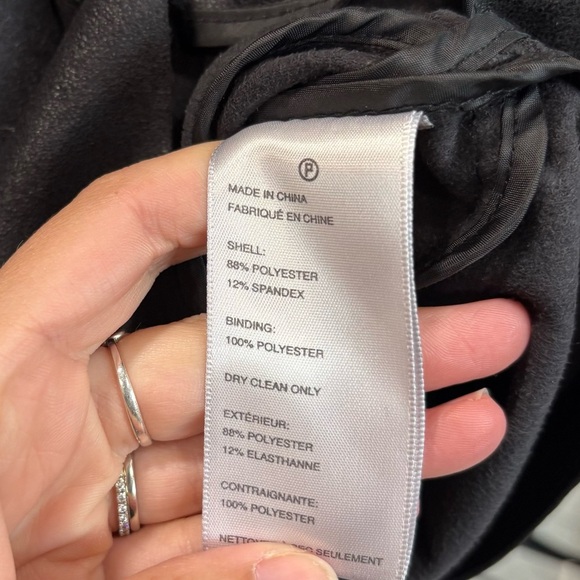 P
MADE IN CHINA
FABRIQUÉ EN CHINE
SHELL:
88% POLYESTER
12% SPANDEX
BINDING:
100% POLYESTER
DRY CLEAN ONLY
EXTÉRIEUR:
88% POLYESTER
12% ELASTHANNE
CONTRAIGNANTE:
100% POLYESTER
SEULEMENT